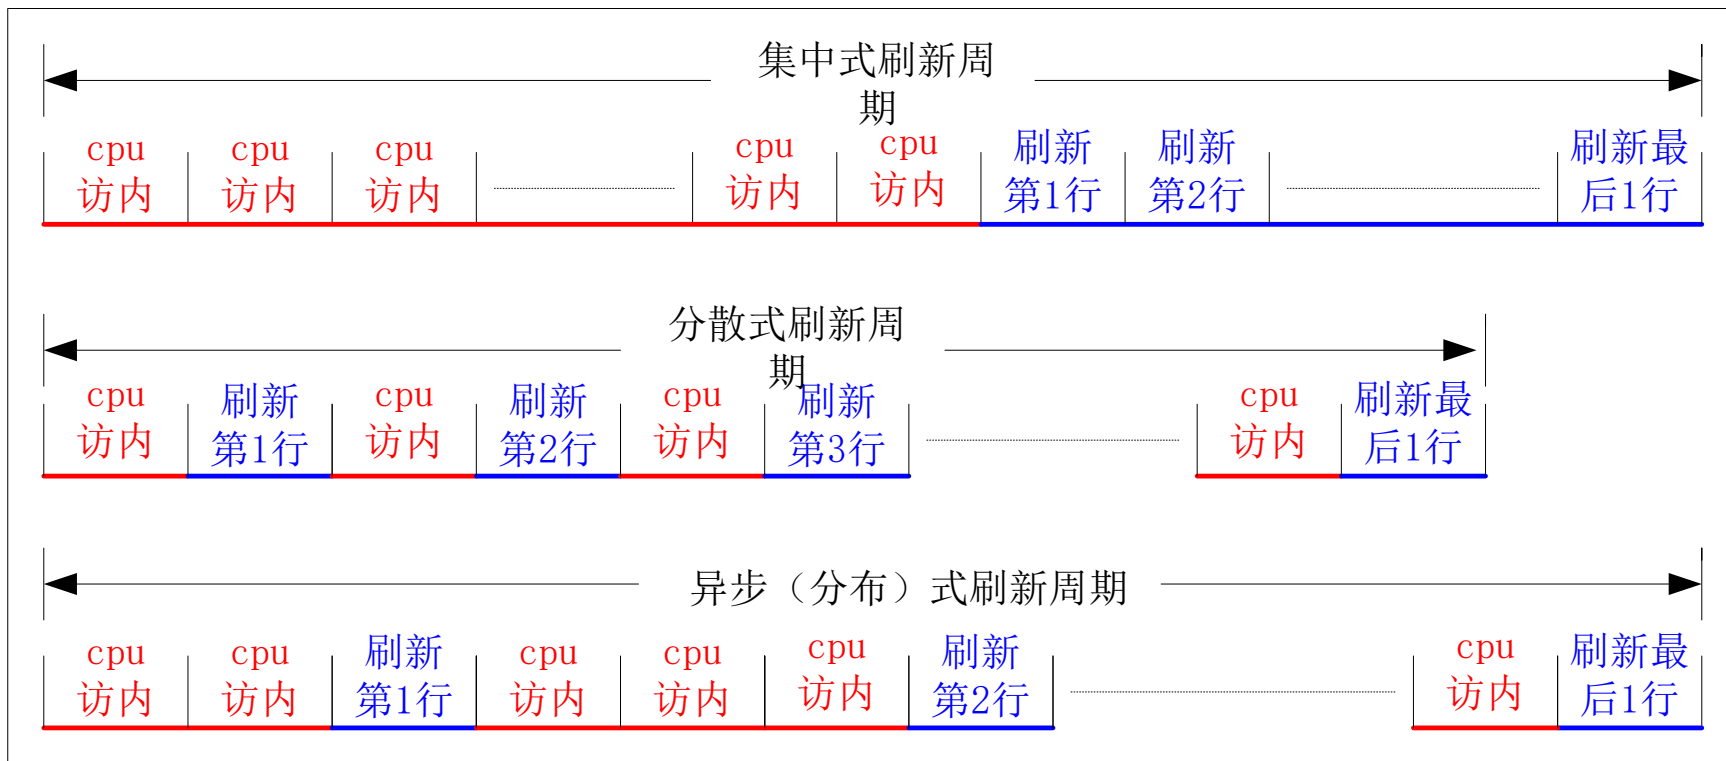 集中式刷新周
期
cpu cpu cpu cpu cpu 刷新 刷新 刷新最
访内 访内 访内 访内 访内 第1行 第2行 后1行
分散式刷新周
期
cpu 刷新 cpu 刷新 cpu 刷新 cpu 刷新最
访内 第1行 访内 第2行 访内 第3行 访内 后1行
异步（分布）式刷新周期
cpu cpu 刷新 cpu cpu cpu 刷新 cpu 刷新最
访内 访内 第1行 访内 访内 访内 第2行 访内 后1行